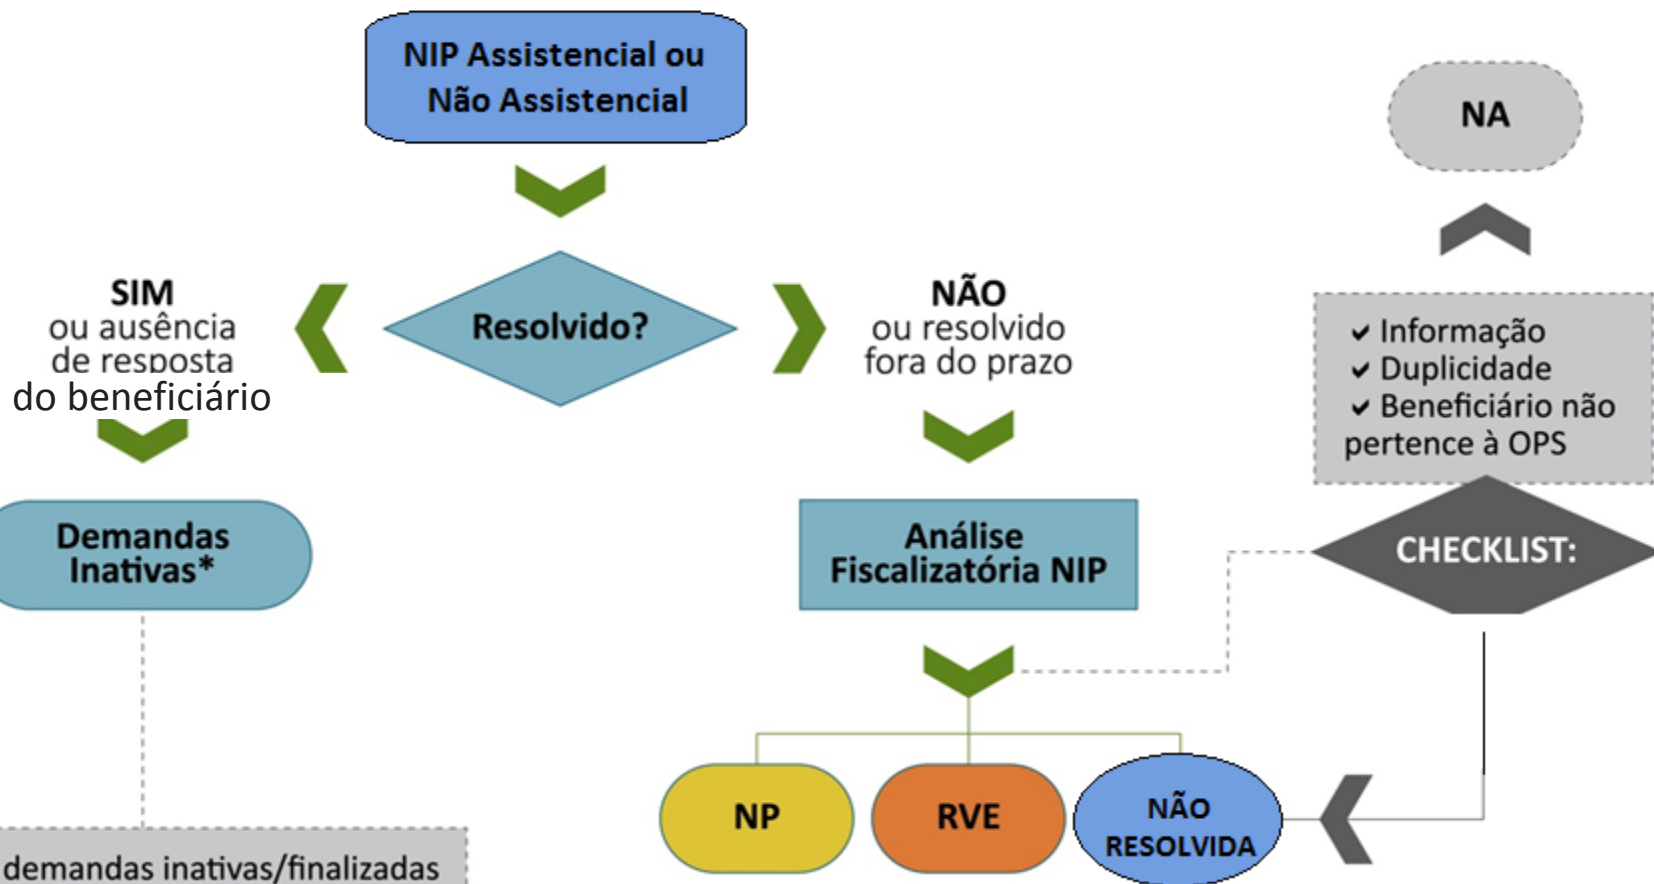 NIP Assistencial ou
Não Assistencial
NA
SIM
ou ausência
de resposta
do beneficiário
Resolvido?
NÃO
ou resolvido
fora do prazo
✔ Informação
✔ Duplicidade
✔ Beneficiário não
pertence à OPS
Demandas
Inativas*
Análise
Fiscalizatória NIP
CHECKLIST:
NP
RVE
NÃO
RESOLVIDA
demandas inativas/finalizadas